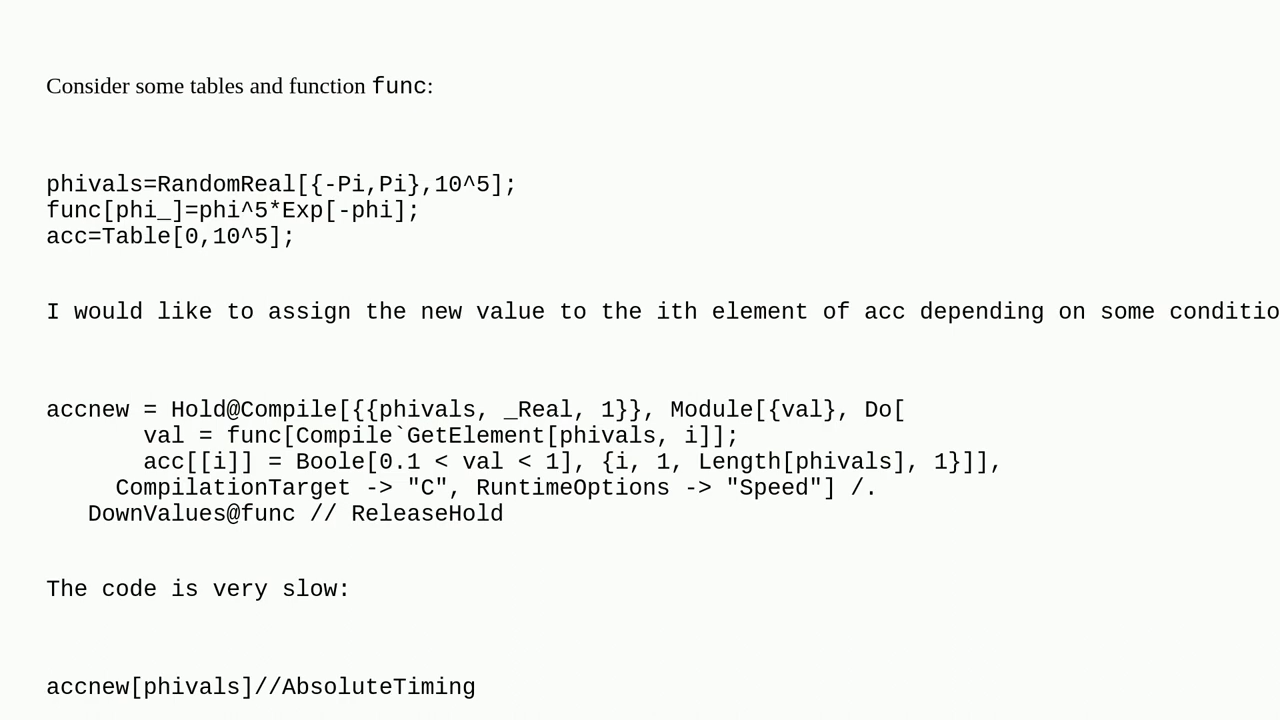 Consider some tables and function func:
phivals=RandomReal[{-Pi,Pi},10^5];
func[phi_]=phi^5*Exp[-phi];
acc=Table[0,10^5];
I would like to assign the new value to the ith element of acc depending on some conditio
accnew = Hold@Compile[{{phivals, _Real, 1}}, Module[{val}, Do[
       val = func[Compile`GetElement[phivals, i]];
       acc[[i]] = Boole[0.1 < val < 1], {i, 1, Length[phivals], 1}]],
     CompilationTarget -> "C", RuntimeOptions -> "Speed"] /.
   DownValues@func // ReleaseHold
The code is very slow:
accnew[phivals]//AbsoluteTiming